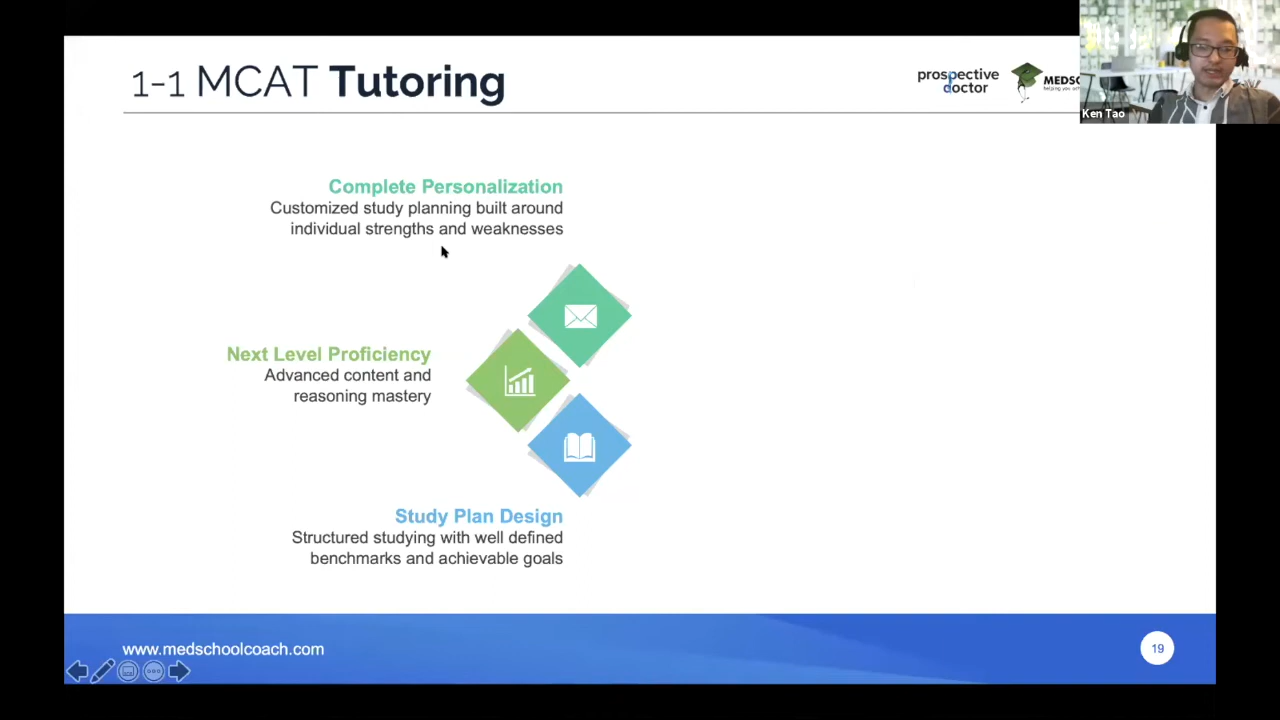 1-1 MCAT Tutoring
prospective
doctor
Ken Tao
Complete Personalization
Customized study planning built around
individual strengths and weaknesses
Next Level Proficiency
Advanced content and
reasoning mastery
Study Plan Design
Structured studying with well defined
benchmarks and achievable goals
www.medschoolcoach.com
19